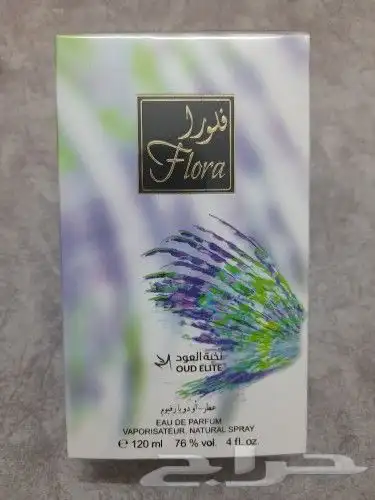 فلورا
Flora
نخبة العود
OUD ELITE
عطر - أو دو بارفيوم
EAU DE PARFUM
VAPORISATEUR NATURAL SPRAY
e 120 ml 76 % vol. 4 fl.oz.
حراج